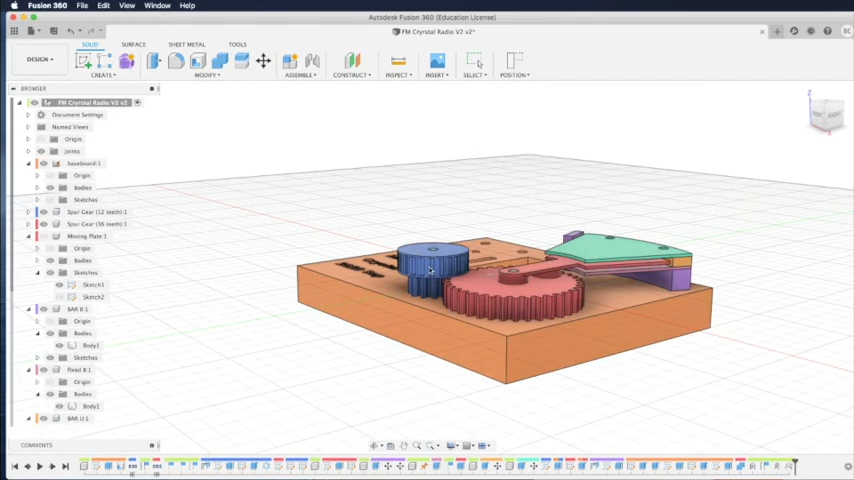 Fusion 360 File Edit View Window Help
Autodesk Fusion 360 (Education License)
FM Cryrstal Radio V2 v2*
BC
SOLID SURFACE SHEET METAL TOOLS
DESIGN
CREATE MODIFY ASSEMBLE CONSTRUCT INSPECT INSERT SELECT POSITION
BROWSER
FM Cryrstal Radio V2 v2
Document Settings
Named Views
Origin
Joints
baseboard:1
Origin
Bodies
Sketches
Spur Gear (12 teeth):1
Spur Gear (36 teeth):1
Moving Plate:1
Origin
Bodies
Sketches
Sketch1
Sketch2
BAR B:1
Origin
Bodies
Body1
Sketches
fixed B:1
Origin
Bodies
Body1
BAR U:1
Z
RIGHT
COMMENTS